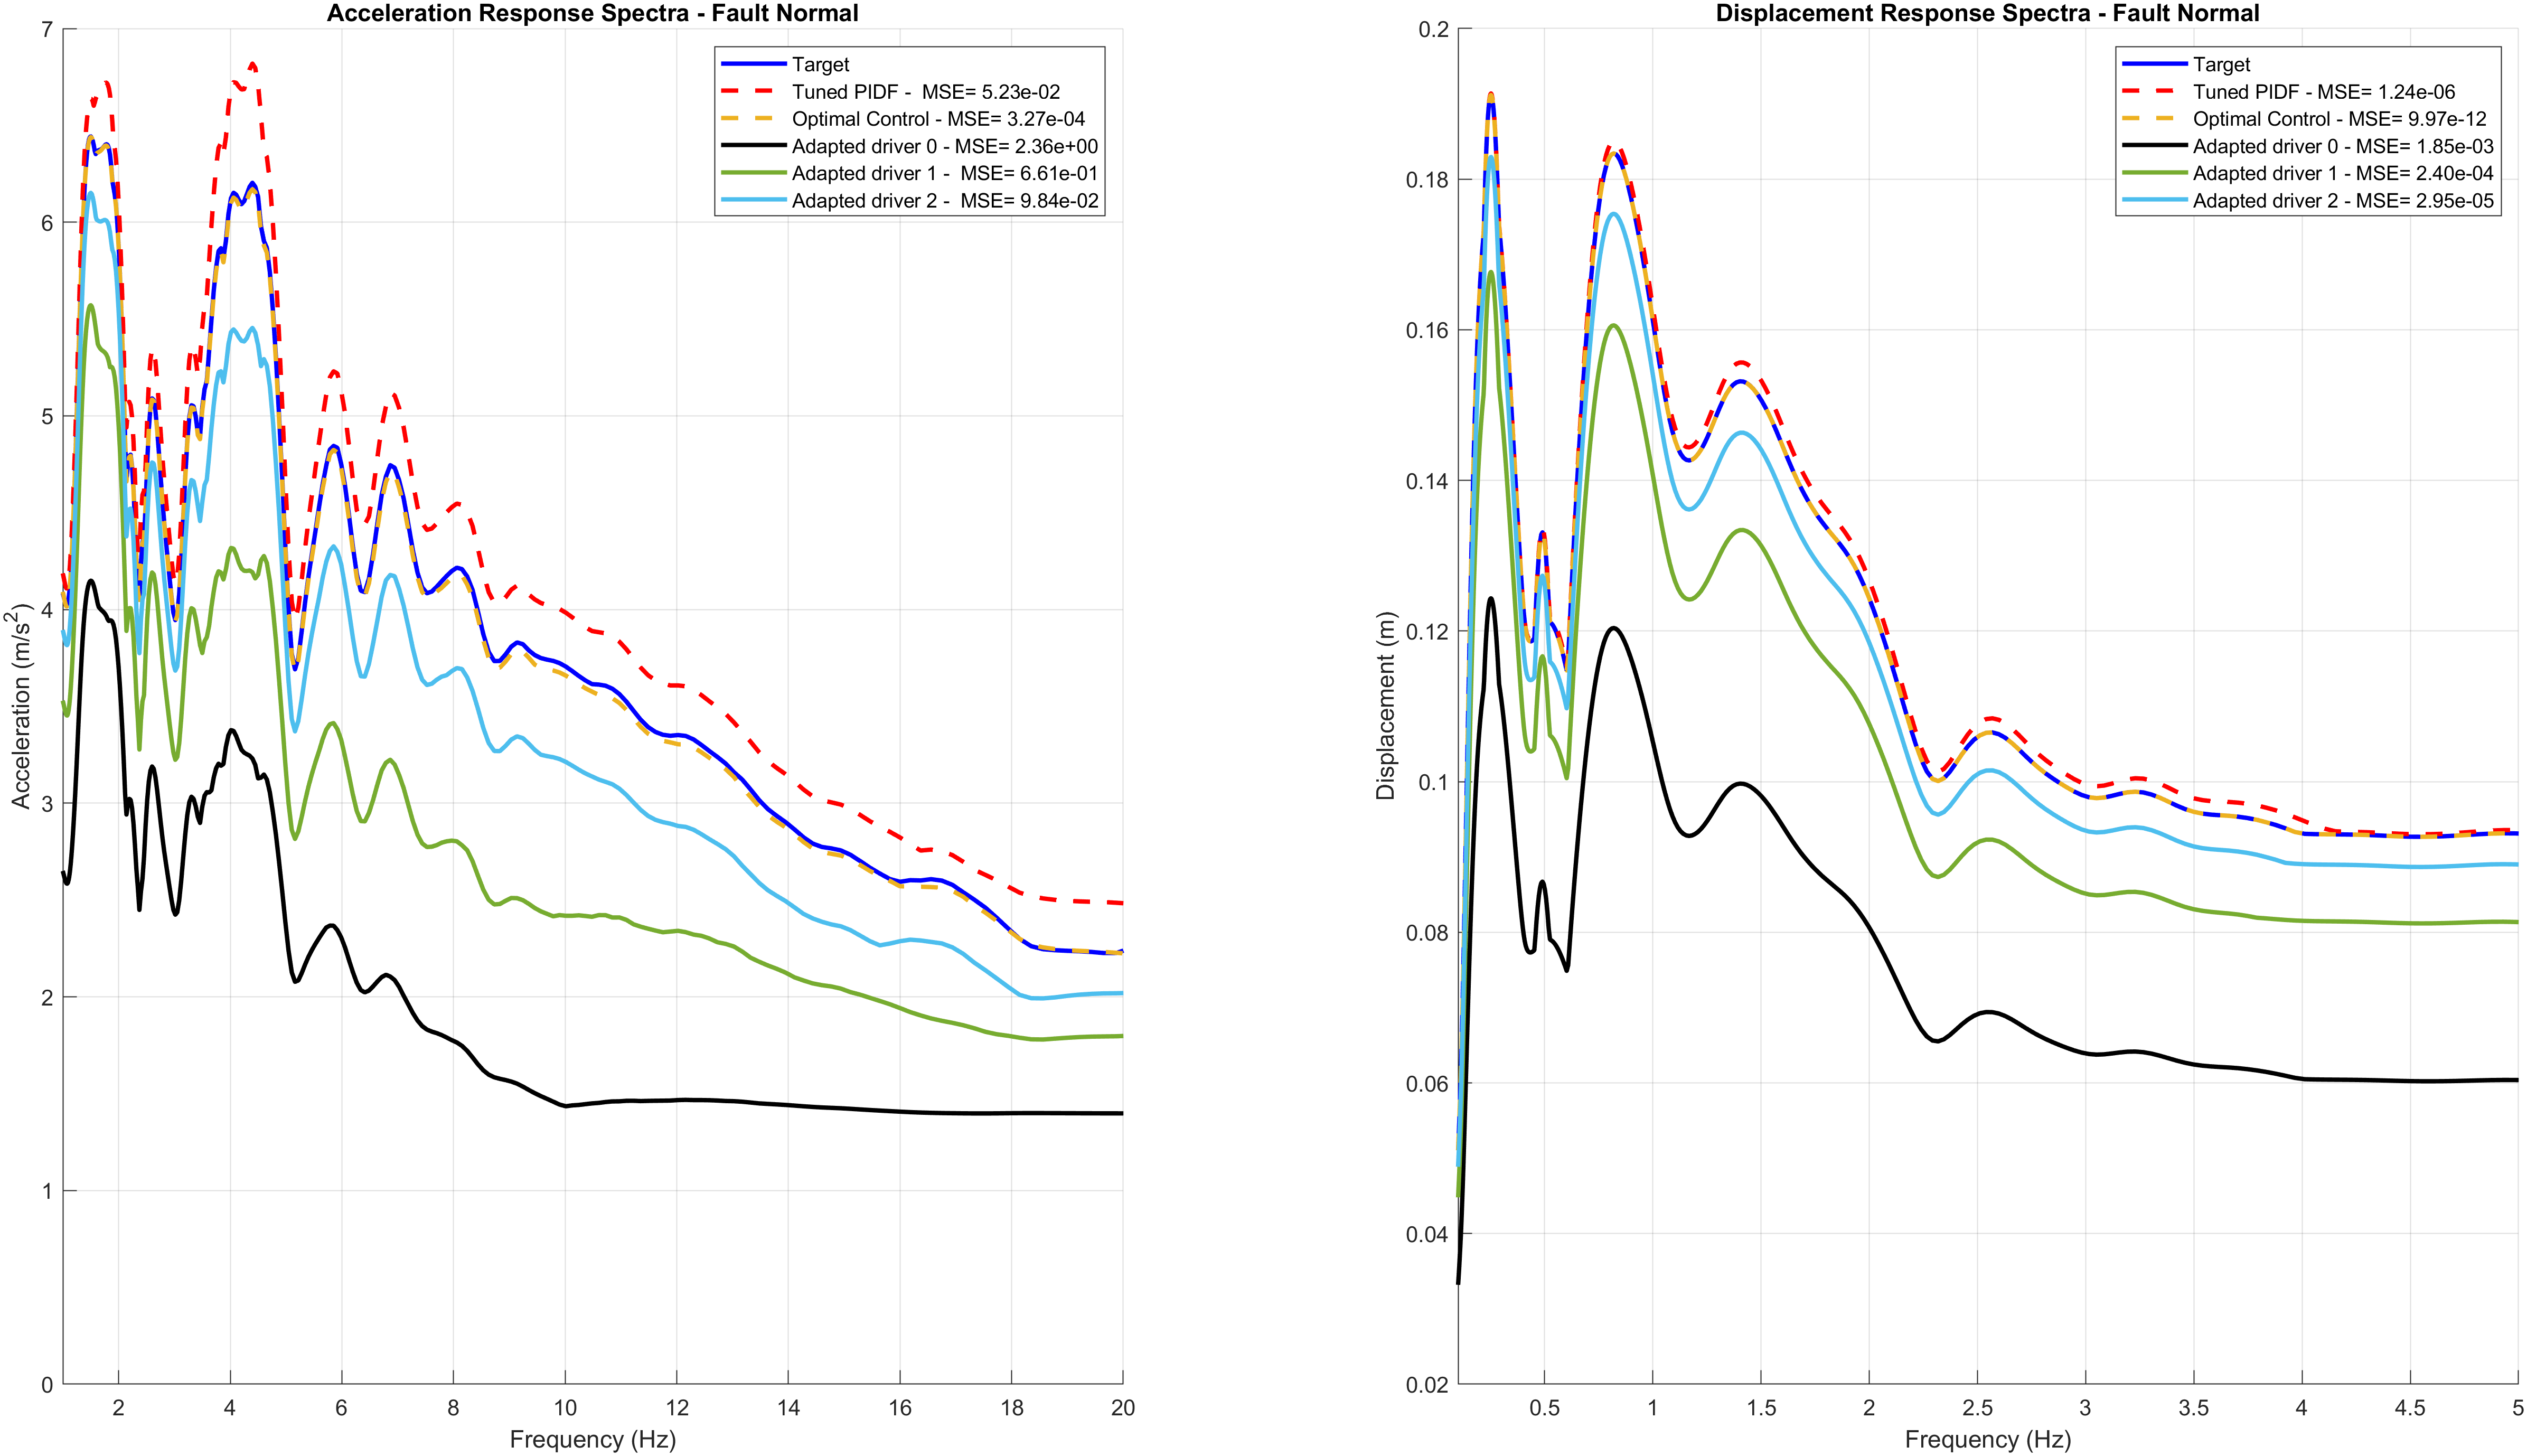 Acceleration Response Spectra - Fault Normal
7
6
5
4
3
2
1
0
Acceleration (m/s²)
2 4 6 8 10 12 14 16 18 20
Frequency (Hz)
Target
Tuned PIDF -  MSE= 5.23e-02
Optimal Control - MSE= 3.27e-04
Adapted driver 0 - MSE= 2.36e+00
Adapted driver 1 -  MSE= 6.61e-01
Adapted driver 2 -  MSE= 9.84e-02
Displacement Response Spectra - Fault Normal
0.2
0.18
0.16
0.14
0.12
0.1
0.08
0.06
0.04
0.02
Displacement (m)
0.5 1 1.5 2 2.5 3 3.5 4 4.5 5
Frequency (Hz)
Target
Tuned PIDF - MSE= 1.24e-06
Optimal Control - MSE= 9.97e-12
Adapted driver 0 - MSE= 1.85e-03
Adapted driver 1 - MSE= 2.40e-04
Adapted driver 2 - MSE= 2.95e-05